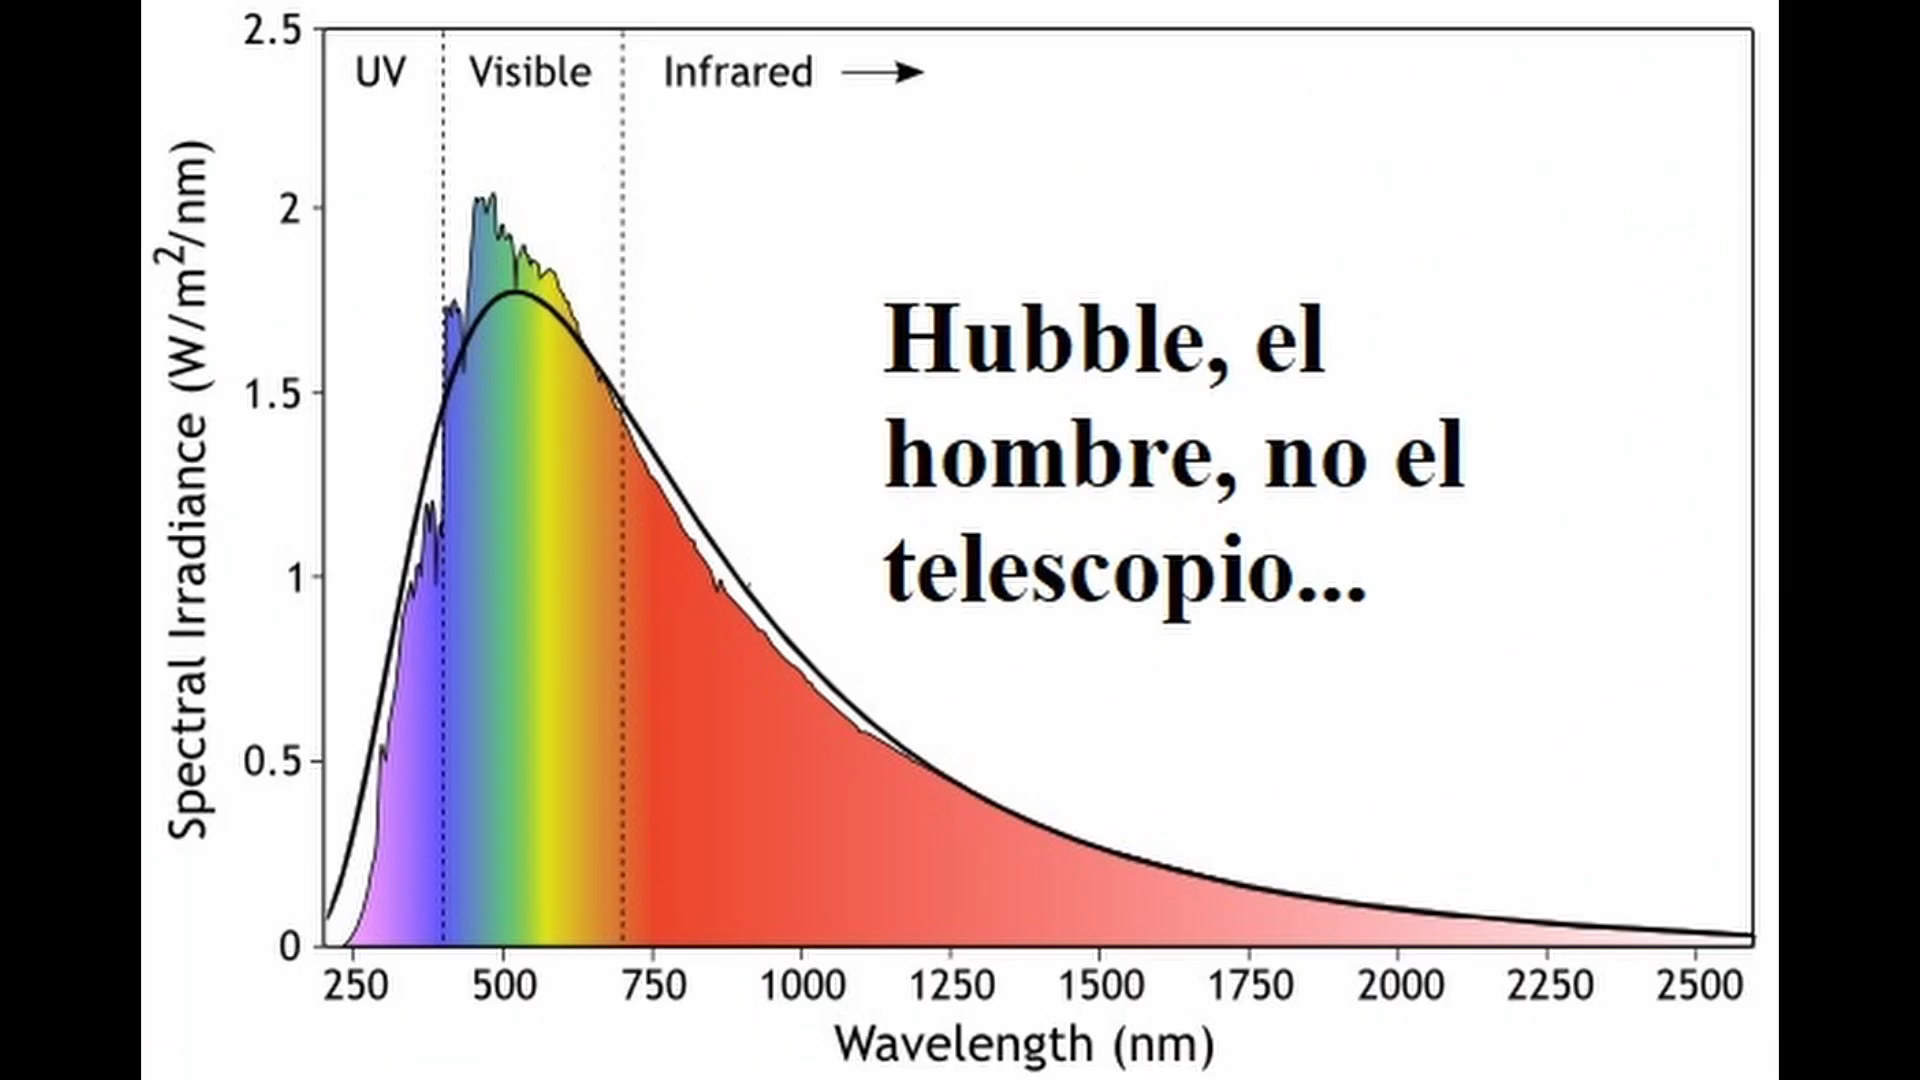 2.5
UV Visible Infrared
2
1.5
1
0.5
0
Spectral Irradiance (W/m²/nm)
Hubble, el
hombre, no el
telescopio...
250 500 750 1000 1250 1500 1750 2000 2250 2500
Wavelength (nm)